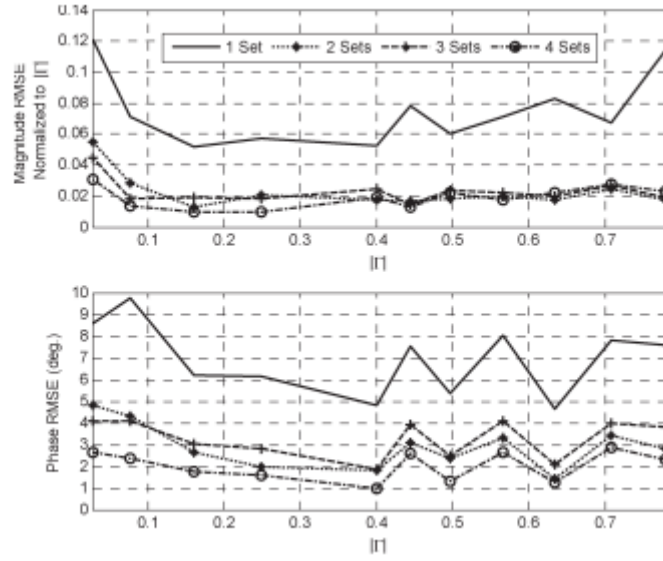 0.14
0.12
0.1
0.08
0.06
0.04
0.02
0
Magnitude RMSE
Normalized to |Γ|
1 Set 2 Sets 3 Sets 4 Sets
0.1 0.2 0.3 0.4 0.5 0.6 0.7
|Γ|
10
9
8
7
6
5
4
3
2
1
0
Phase RMSE (deg.)
0.1 0.2 0.3 0.4 0.5 0.6 0.7
|Γ|